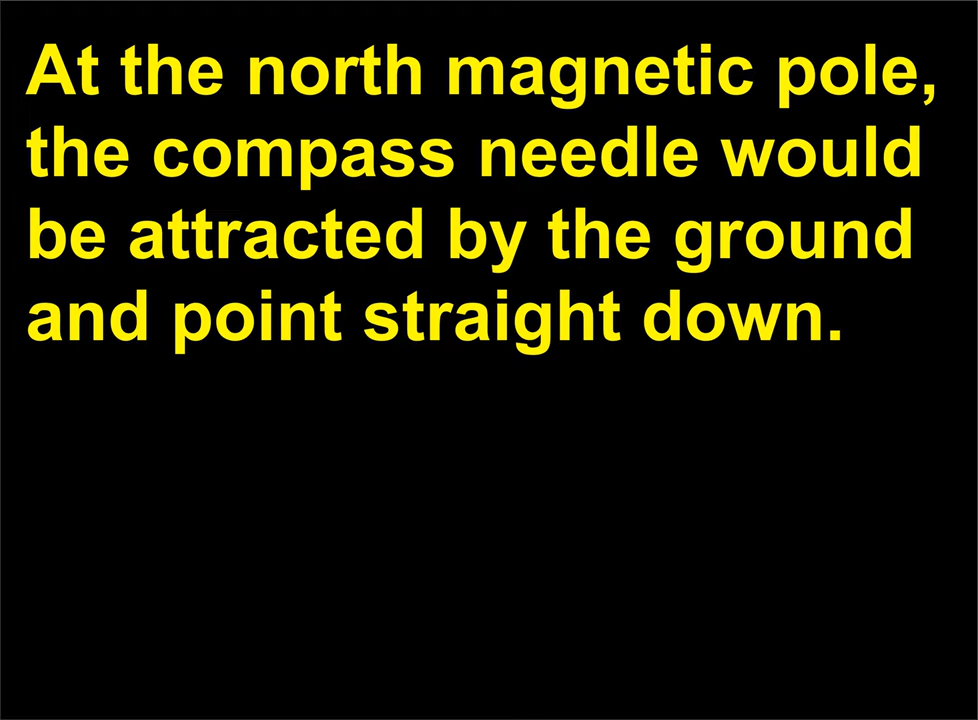 At the north magnetic pole,
the compass needle would
be attracted by the ground
and point straight down.